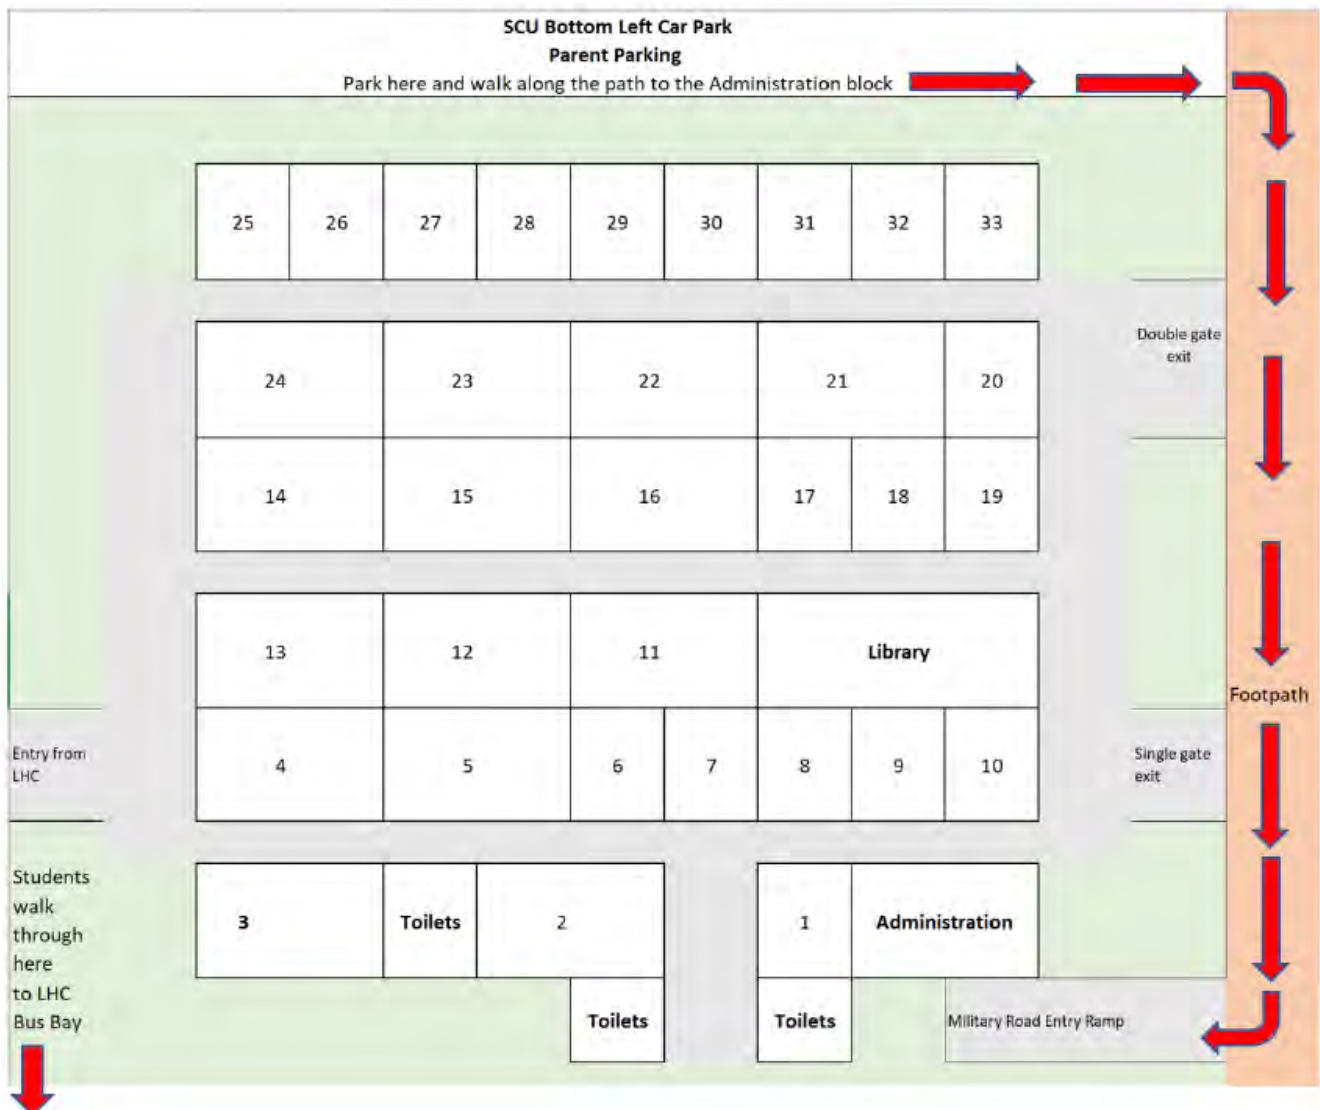 SCU Bottom Left Car Park
Parent Parking
Park here and walk along the path to the Administration block
25 26 27 28 29 30 31 32 33
Double gate
exit
24 23 22 21 20
14 15 16 17 18 19
13 12 11 Library
Footpath
Entry from
LHC
4 5 6 7 8 9 10
Single gate
exit
Students
walk
through
here
to LHC
Bus Bay
3 Toilets 2 1 Administration
Toilets Toilets Military Road Entry Ramp